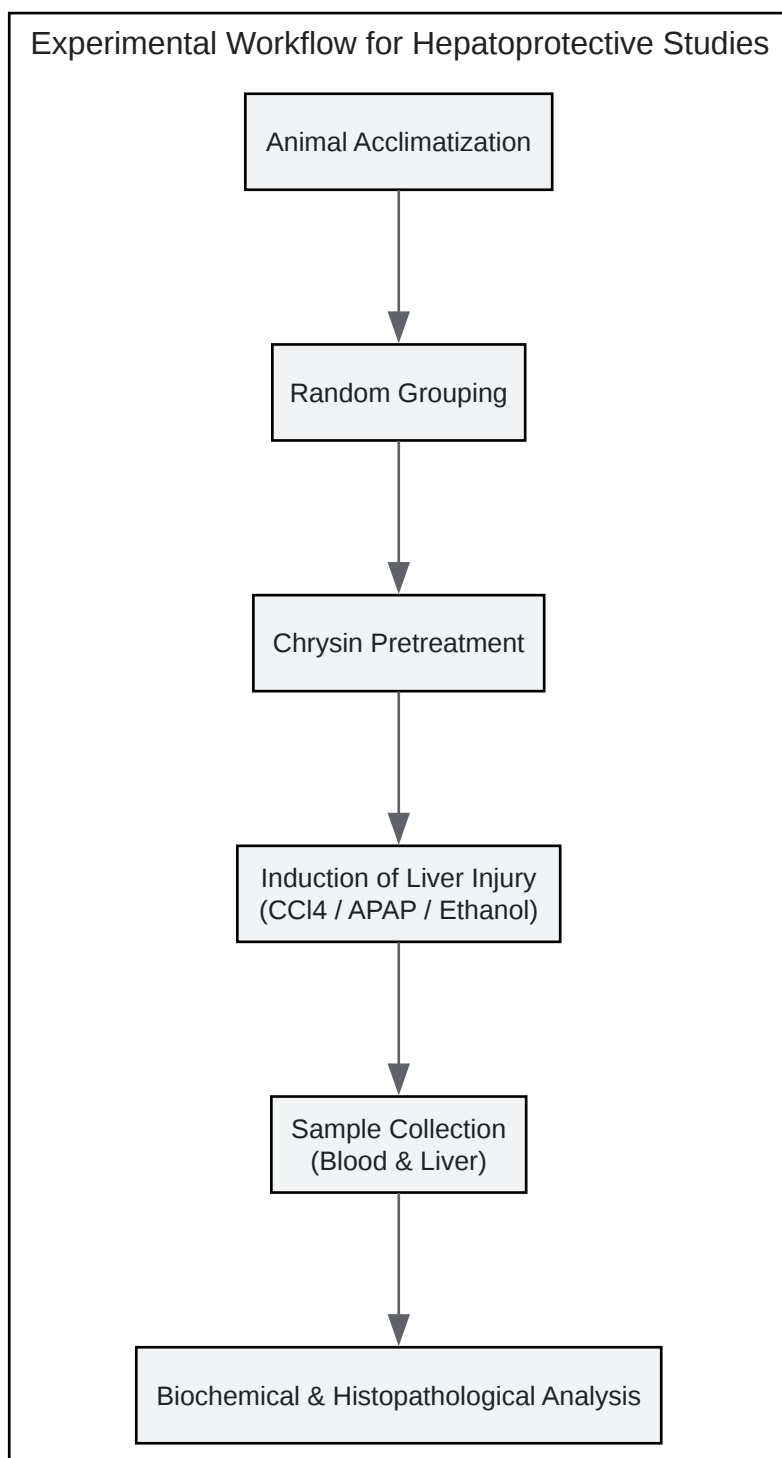 Experimental Workflow for Hepatoprotective Studies
Animal Acclimatization
Random Grouping
Chrysin Pretreatment
Induction of Liver Injury
(CCl4 / APAP / Ethanol)
Sample Collection
(Blood & Liver)
Biochemical & Histopathological Analysis